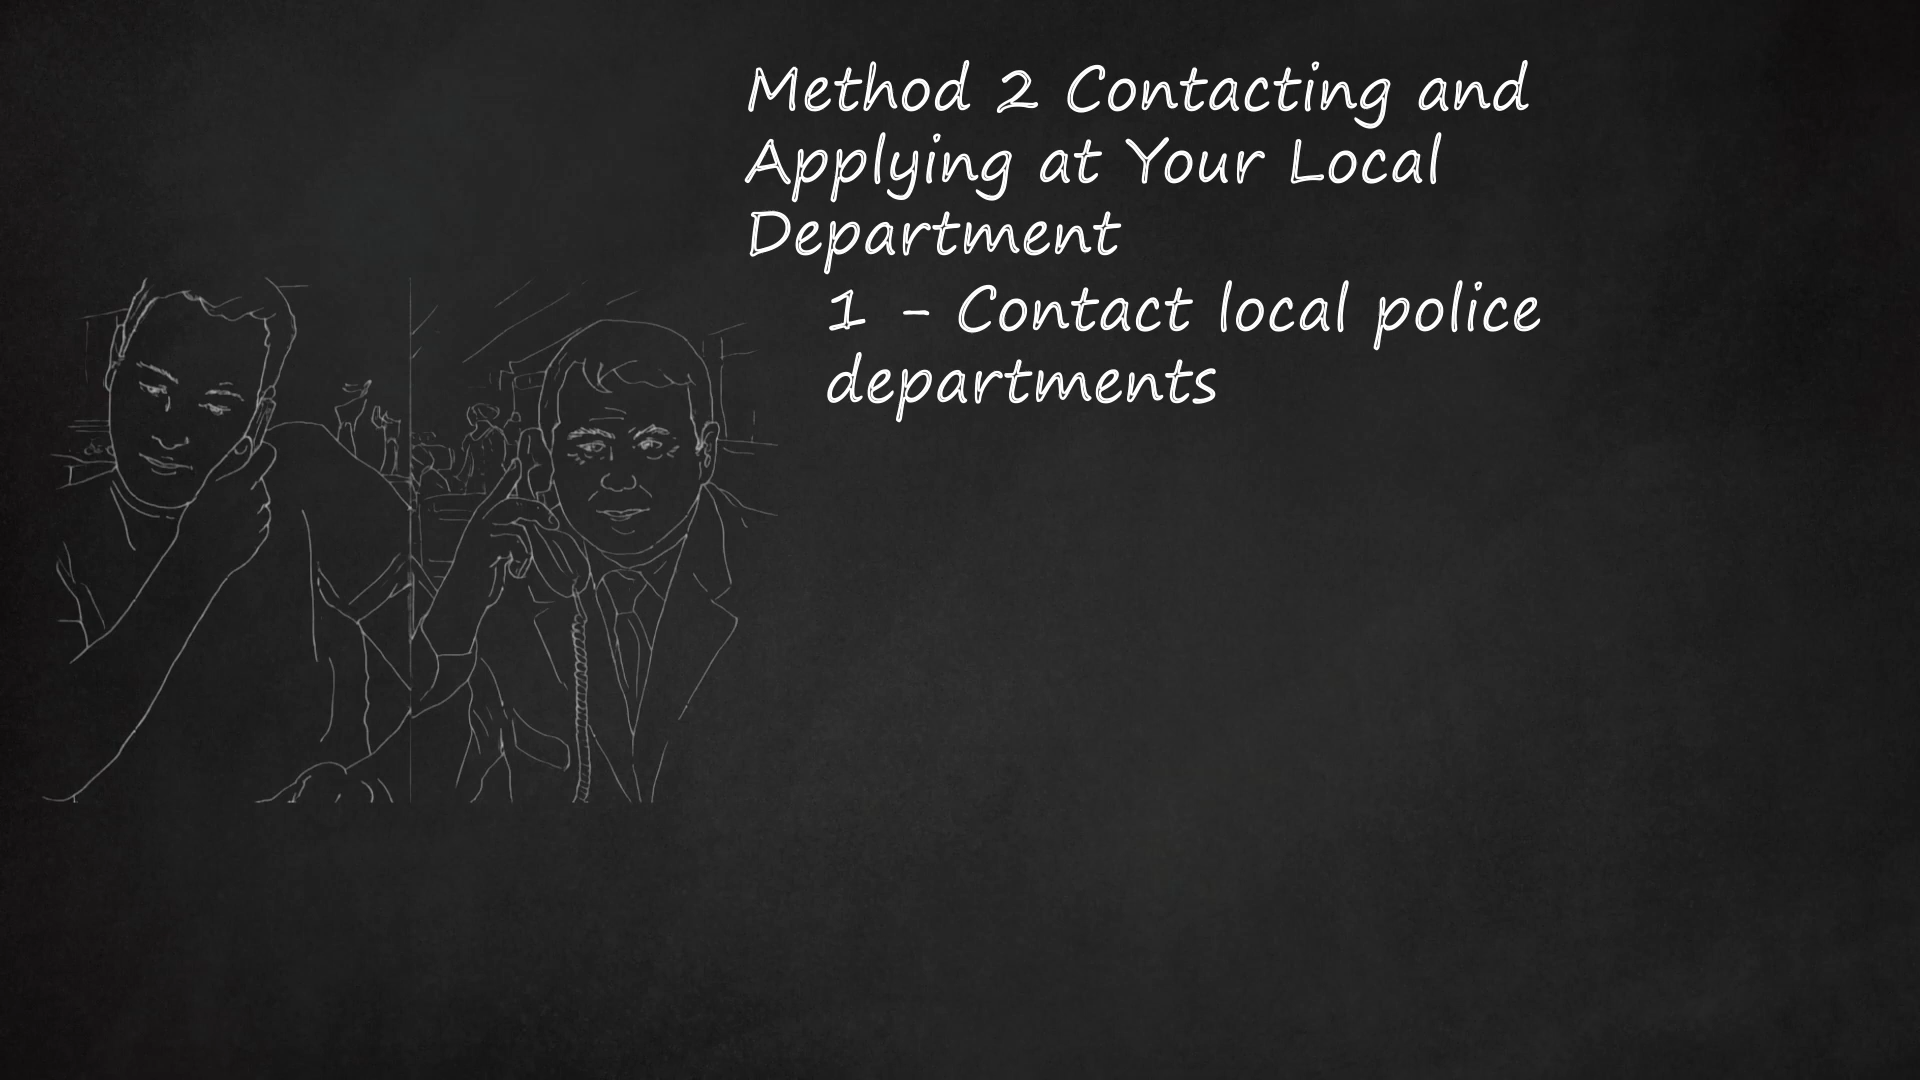 Method 2 Contacting and
Applying at Your Local
Department
1 - Contact local police
departments